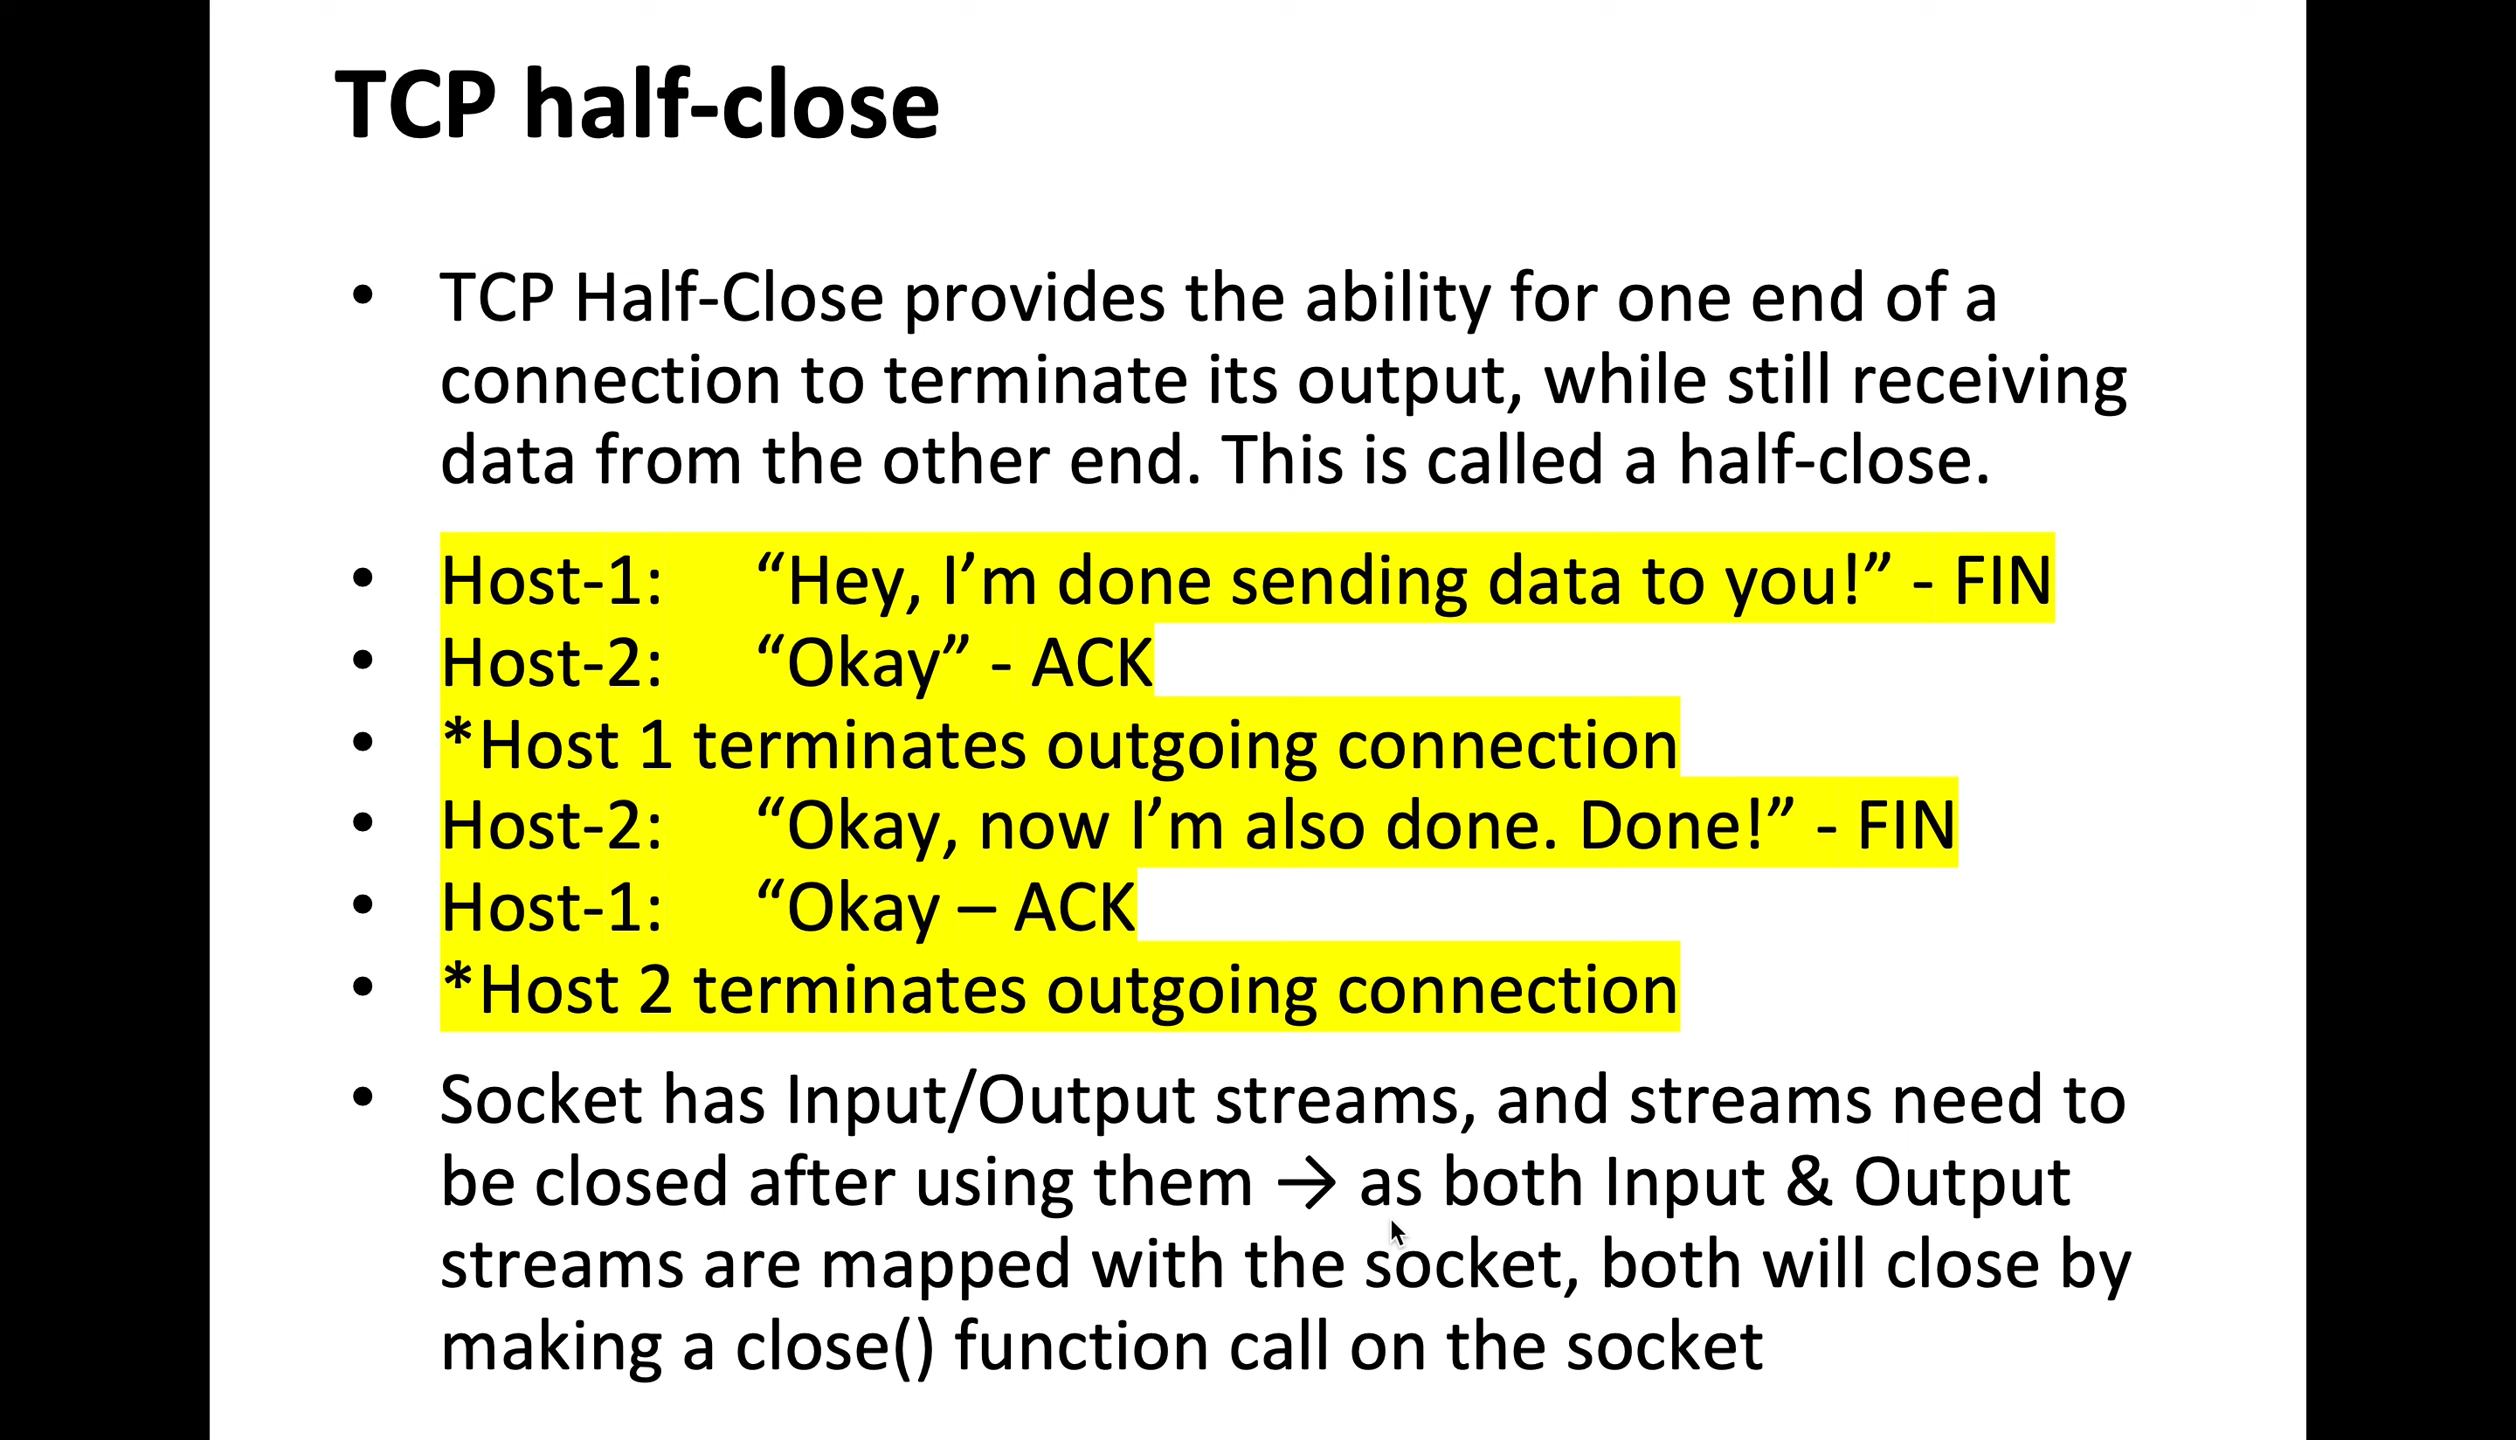 TCP half-close
• TCP Half-Close provides the ability for one end of a
connection to terminate its output, while still receiving
data from the other end. This is called a half-close.
• Host-1: “Hey, I’m done sending data to you!” - FIN
• Host-2: “Okay” - ACK
• *Host 1 terminates outgoing connection
• Host-2: “Okay, now I’m also done. Done!” - FIN
• Host-1: “Okay – ACK
• *Host 2 terminates outgoing connection
• Socket has Input/Output streams, and streams need to
be closed after using them → as both Input & Output
streams are mapped with the socket, both will close by
making a close() function call on the socket